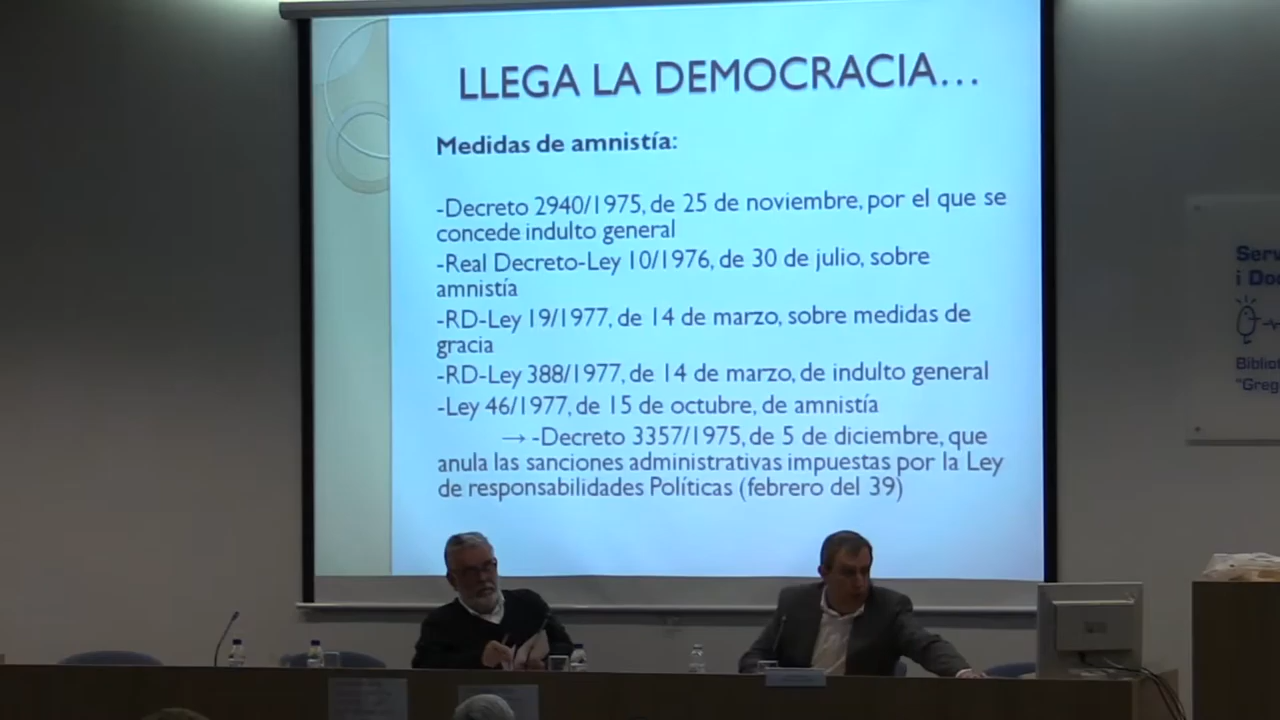 LLEGA LA DEMOCRACIA...
Medidas de amnistía:
-Decreto 2940/1975, de 25 de noviembre, por el que se
concede indulto general
-Real Decreto-Ley 10/1976, de 30 de julio, sobre
amnistía
-RD-Ley 19/1977, de 14 de marzo, sobre medidas de
gracia
-RD-Ley 388/1977, de 14 de marzo, de indulto general
-Ley 46/1977, de 15 de octubre, de amnistía
→ -Decreto 3357/1975, de 5 de diciembre, que
anula las sanciones administrativas impuestas por la Ley
de responsabilidades Políticas (febrero del 39)
Serv
i Doc
Biblio
"Greg